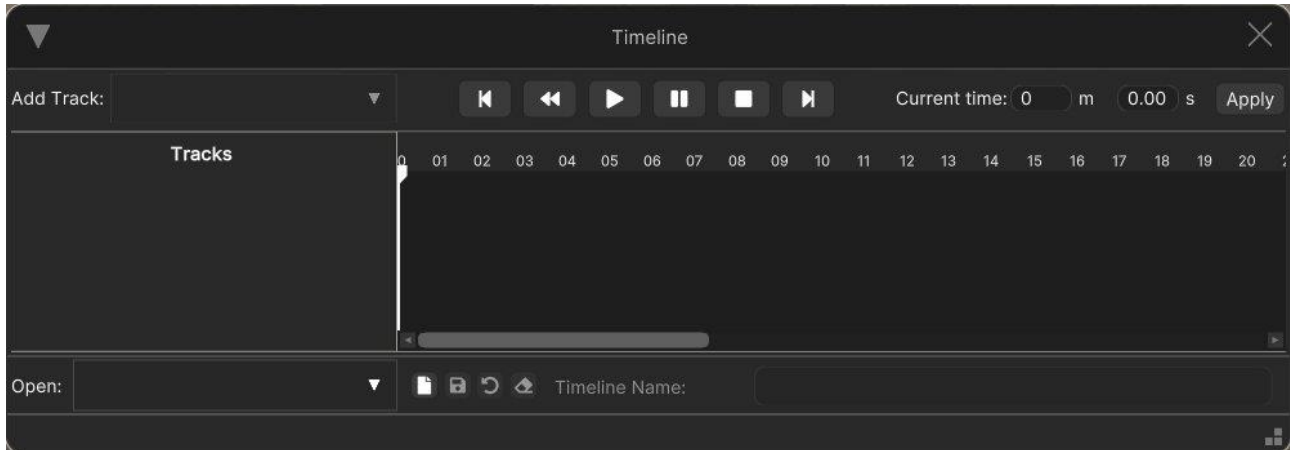 Timeline
Add Track: Current time: 0 m 0.00 s Apply
Tracks
0 01 02 03 04 05 06 07 08 09 10 11 12 13 14 15 16 17 18 19 20
Open: Timeline Name: